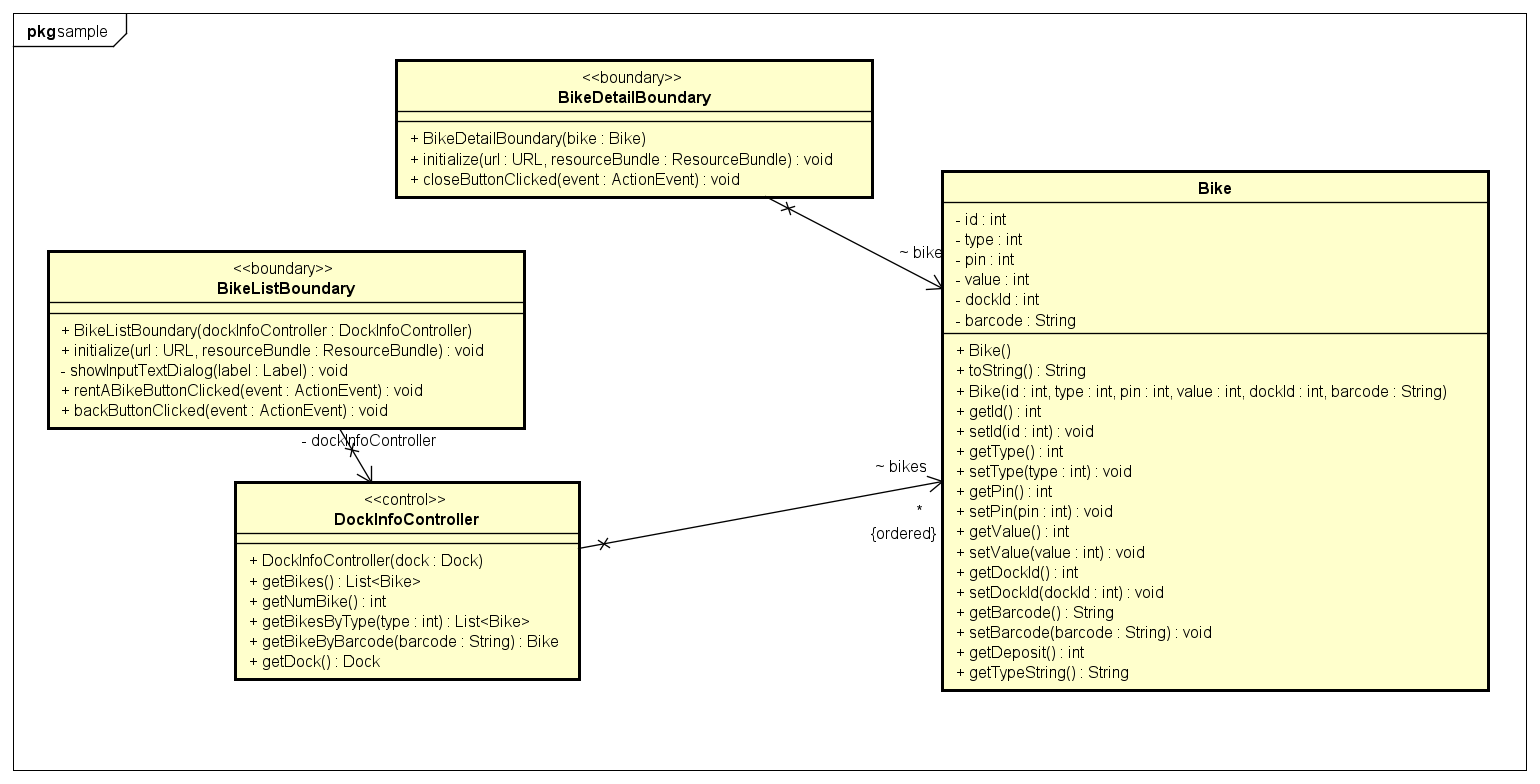 pkg sample
<<boundary>>
BikeDetailBoundary
+ BikeDetailBoundary(bike : Bike)
+ initialize(url : URL, resourceBundle : ResourceBundle) : void
+ closeButtonClicked(event : ActionEvent) : void
~ bike
<<boundary>>
BikeListBoundary
+ BikeListBoundary(dockInfoController : DockInfoController)
+ initialize(url : URL, resourceBundle : ResourceBundle) : void
- showInputTextDialog(label : Label) : void
+ rentABikeButtonClicked(event : ActionEvent) : void
+ backButtonClicked(event : ActionEvent) : void
- dockInfoController
<<control>>
DockInfoController
+ DockInfoController(dock : Dock)
+ getBikes() : List<Bike>
+ getNumBike() : int
+ getBikesByType(type : int) : List<Bike>
+ getBikeByBarcode(barcode : String) : Bike
+ getDock() : Dock
~ bikes
*
{ordered}
Bike
- id : int
- type : int
- pin : int
- value : int
- dockId : int
- barcode : String
+ Bike()
+ toString() : String
+ Bike(id : int, type : int, pin : int, value : int, dockId : int, barcode : String)
+ getId() : int
+ setId(id : int) : void
+ getType() : int
+ setType(type : int) : void
+ getPin() : int
+ setPin(pin : int) : void
+ getValue() : int
+ setValue(value : int) : void
+ getDockId() : int
+ setDockId(dockId : int) : void
+ getBarcode() : String
+ setBarcode(barcode : String) : void
+ getDeposit() : int
+ getTypeString() : String